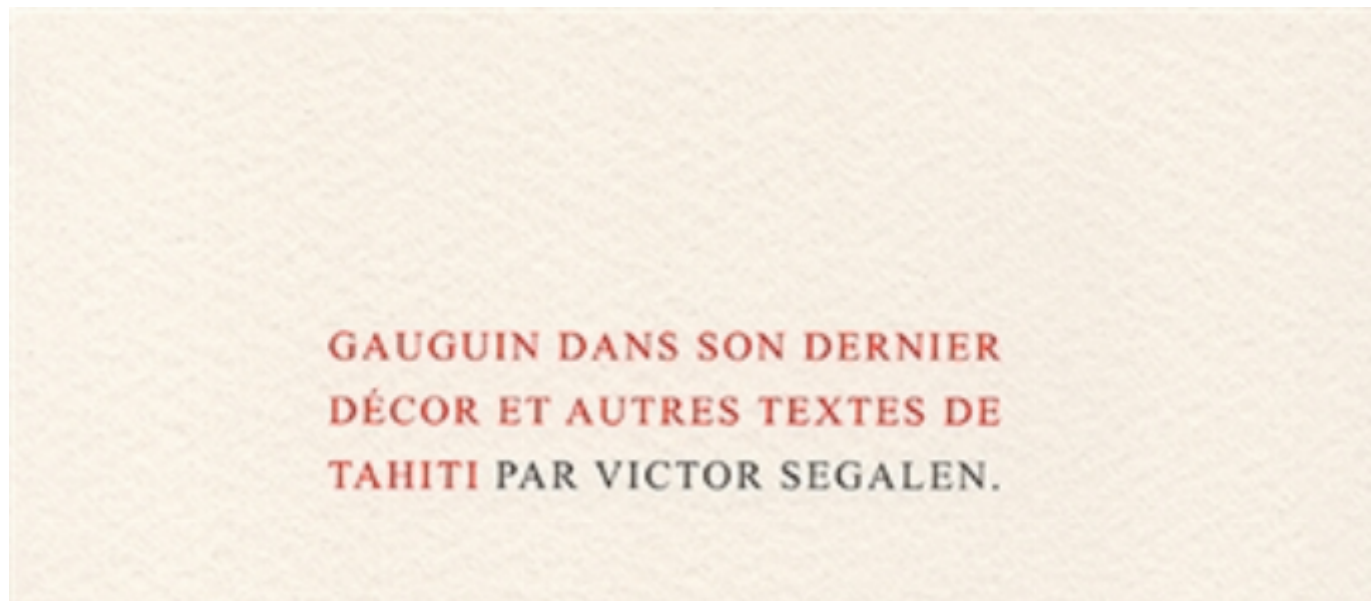 GAUGUIN DANS SON DERNIER
DÉCOR ET AUTRES TEXTES DE
TAHITI PAR VICTOR SEGALEN.